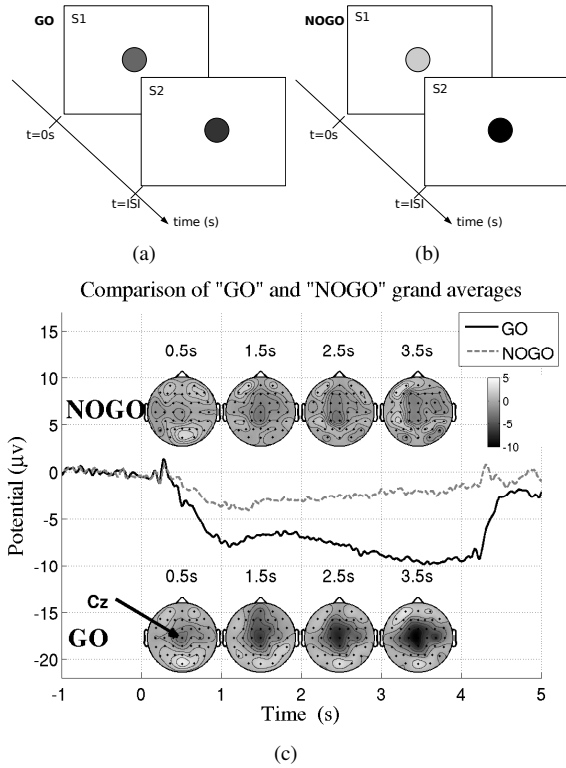 GO
S1
S2
t=0s
t=ISI
time (s)
(a)
NOGO
S1
S2
t=0s
t=ISI
time (s)
(b)
Comparison of "GO" and "NOGO" grand averages
GO
NOGO
15
10
5
0
-5
-10
-15
-20
Potential (μv)
0.5s 1.5s 2.5s 3.5s
NOGO
5
0
-5
-10
0.5s 1.5s 2.5s 3.5s
Cz
GO
-1 0 1 2 3 4 5
Time (s)
(c)